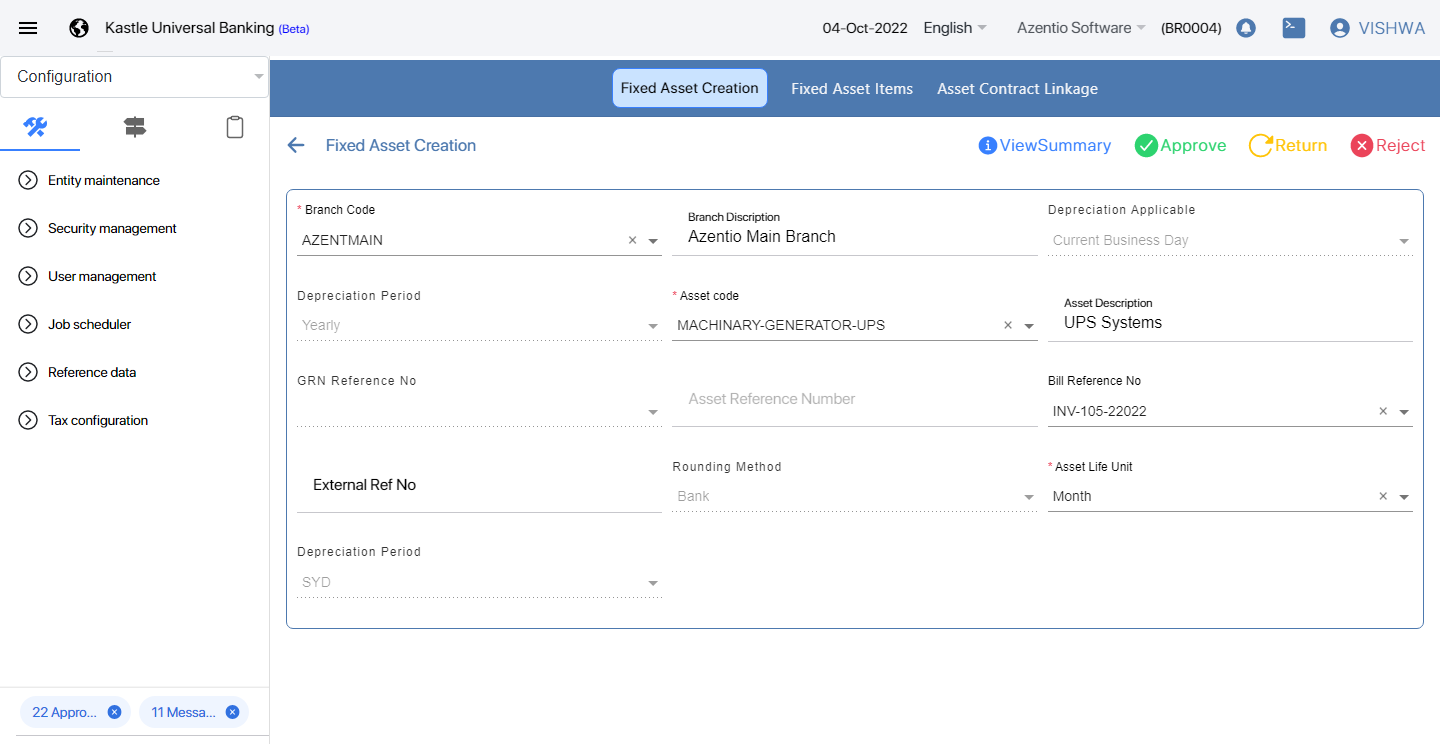 Kastle Universal Banking (Beta)
04-Oct-2022 English Azentio Software (BR0004) VISHWA
Configuration
Entity maintenance
Security management
User management
Job scheduler
Reference data
Tax configuration
22 Appro... 11 Messa...
Fixed Asset Creation Fixed Asset Items Asset Contract Linkage
Fixed Asset Creation ViewSummary Approve Return Reject
* Branch Code
AZENTMAIN
Branch Discription
Azentio Main Branch
Depreciation Applicable
Current Business Day
Depreciation Period
Yearly
* Asset code
MACHINARY-GENERATOR-UPS
Asset Description
UPS Systems
GRN Reference No
Asset Reference Number
Bill Reference No
INV-105-22022
External Ref No
Rounding Method
Bank
* Asset Life Unit
Month
Depreciation Period
SYD